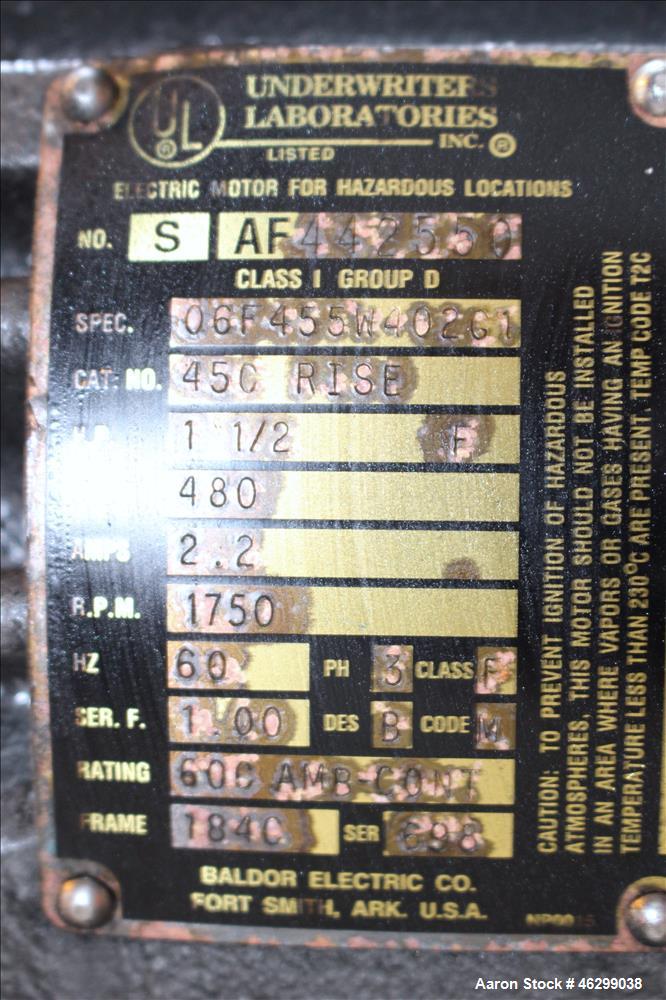 UL ®
UNDERWRITERS
LABORATORIES
INC. ®
LISTED
ELECTRIC MOTOR FOR HAZARDOUS LOCATIONS
NO. S AF442550
CLASS I GROUP D
SPEC. 06F455W402G1
CAT. NO. 45C RISE
H.P. 1 1/2 F
480
AMPS 2.2
R.P.M. 1750
HZ 60 PH 3 CLASS F
SER. F. 1.00 DES B CODE M
RATING 60C AMB-CONT
FRAME 184C SER 698
BALDOR ELECTRIC CO.
FORT SMITH, ARK. U.S.A.
CAUTION: TO PREVENT IGNITION OF HAZARDOUS
ATMOSPHERES, THIS MOTOR SHOULD NOT BE INSTALLED
IN AN AREA WHERE VAPORS OR GASES HAVING AN IGNITION
TEMPERATURE LESS THAN 230°C ARE PRESENT. TEMP CODE T2C
Aaron Stock # 46299038